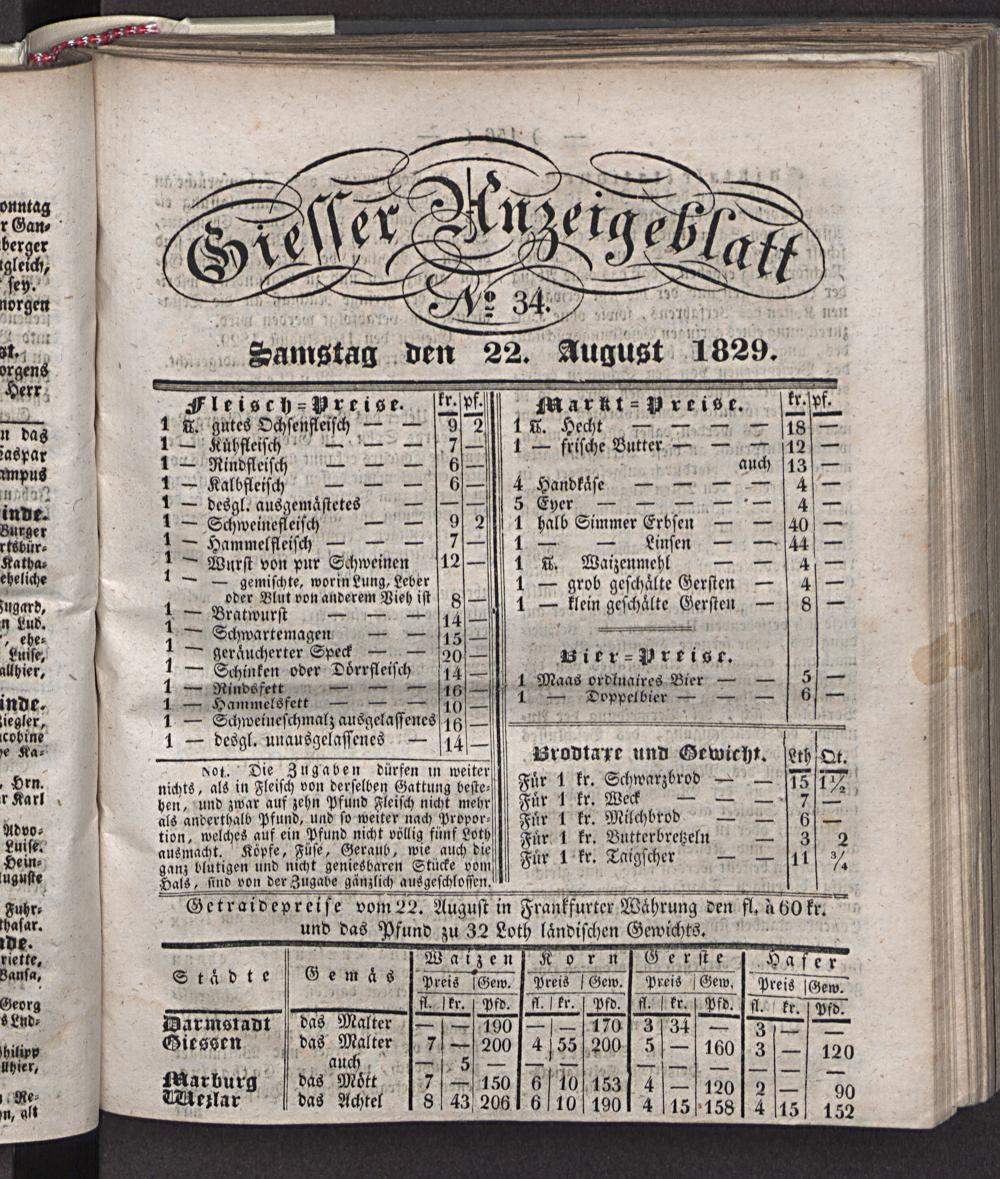 Giesser Anzeigeblatt
No 34.
Samstag den 22. August 1829.
Fleisch=Preise. kr. pf.
1 ℔. gutes Ochsenfleisch — — 9 2
1 — Kühfleisch — — — 7 —
1 — Rindfleisch — — — 6 —
1 — Kalbfleisch — — — 6 —
1 — desgl. ausgemästetes — — —
1 — Schweinefleisch — — — 9 2
1 — Hammelfleisch — — — 7 —
1 — Wurst von pur Schweinen 12 —
1 — — gemischte, worin Lung, Leber
oder Blut von anderem Vieh ist 8 —
1 — Bratwurst — — — 14 —
1 — Schwartemagen — — 15 —
1 — geräucherter Speck — — 20 —
1 — Schinken oder Dörrfleisch 14 —
1 — Rindsfett — — — 16 —
1 — Hammelsfett — — — 10 —
1 — Schweineschmalz ausgelassenes 16 —
1 — desgl. unausgelassenes — 14 —
Not. Die Zugaben dürfen in weiter
nichts, als in Fleisch von derselben Gattung beste=
hen, und zwar auf zehn Pfund Fleisch nicht mehr
als anderthalb Pfund, und so weiter nach Propor=
tion, welches auf ein Pfund nicht völlig fünf Loth
ausmacht. Köpfe, Füse, Geraub, wie auch die
ganz blutigen und nicht geniesbaren Stücke vom
Hals, sind von der Zugabe gänzlich ausgeschlossen.
Markt=Preise. kr. pf.
1 ℔. Hecht — — — — 18 —
1 — frische Butter — — — 12 —
auch 13 —
4 Handkäse — — — — 4 —
5 Eyer — — — — 4 —
1 halb Simmer Erbsen — — 40 —
1 — — Linsen — — 44 —
1 ℔. Waizenmehl — — 4 —
1 — grob geschälte Gersten — 4 —
1 — klein geschälte Gersten — 8 —
Bier=Preise.
1 Maas ordinaires Bier — — 5 —
1 — Doppelbier — — 6 —
Brodtaxe und Gewicht. Lth Qt.
Für 1 kr. Schwarzbrod — — 15 1½
Für 1 kr. Weck — — — 7 —
Für 1 kr. Milchbrod — — 6 —
Für 1 kr. Butterbretzeln — 3 2
Für 1 kr. Taigscher — — 11 ¾
Getraidepreise vom 22. August in Frankfurter Währung den fl. à 60 kr.
und das Pfund zu 32 Loth ländischen Gewichts.
Städte Gemäs Waizen Korn Gerste Hafer
Preis Gew. Preis Gew. Preis Gew. Preis Gew.
fl. kr. Pfd. fl. kr. Pfd. fl. kr. Pfd. fl. kr. Pfd.
Darmstadt das Malter — — 190 — — 170 3 34 — 3 — —
Giessen das Malter 7 — 200 4 55 200 5 — 160 3 — 120
auch — 5 — — — — — — — — — —
Marburg das Mött 7 — 150 6 10 153 4 — 120 2 — 90
Wezlar das Achtel 8 43 206 6 10 190 4 15 158 4 15 152